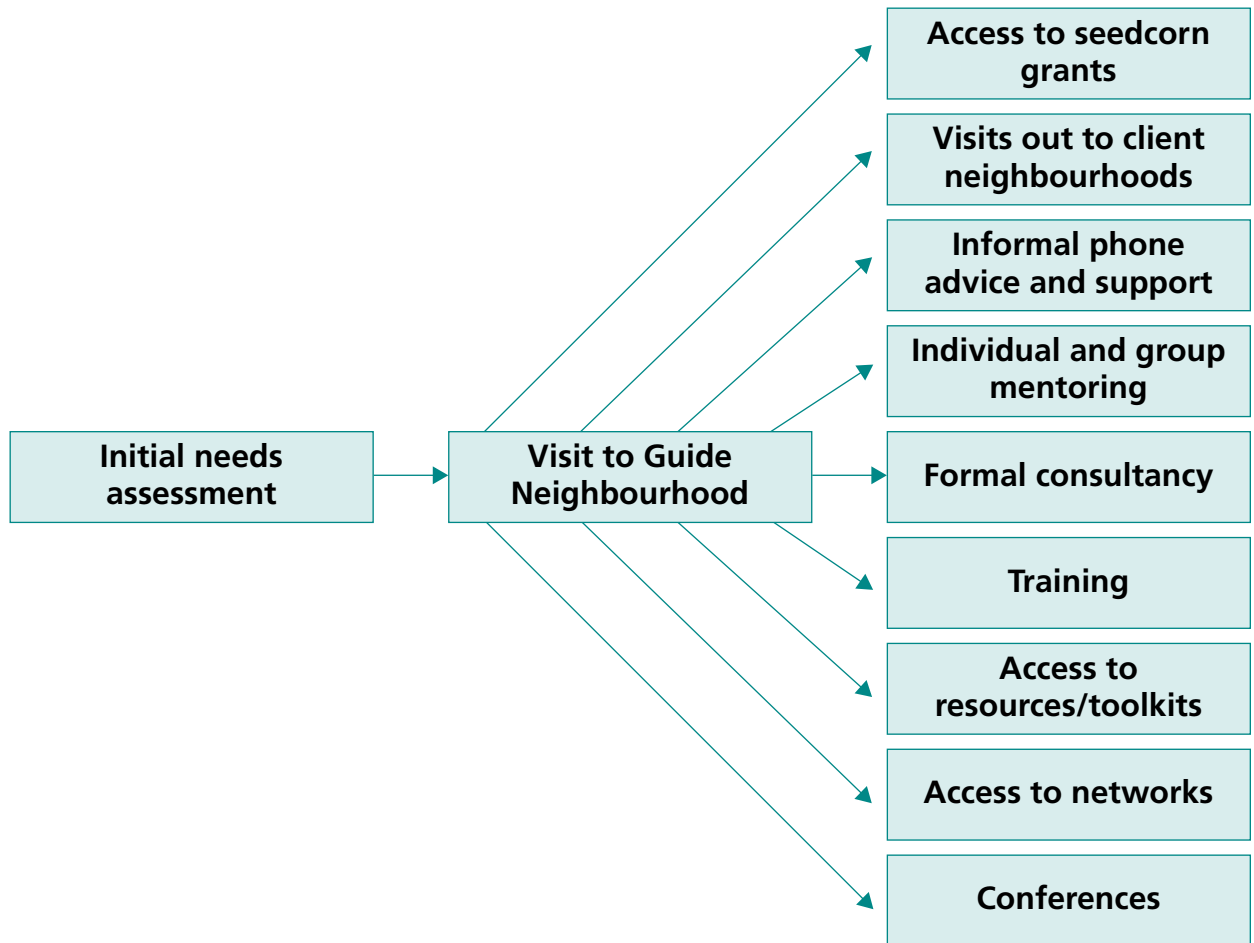 Initial needs
assessment
Visit to Guide
Neighbourhood
Access to seedcorn
grants
Visits out to client
neighbourhoods
Informal phone
advice and support
Individual and group
mentoring
Formal consultancy
Training
Access to
resources/toolkits
Access to networks
Conferences